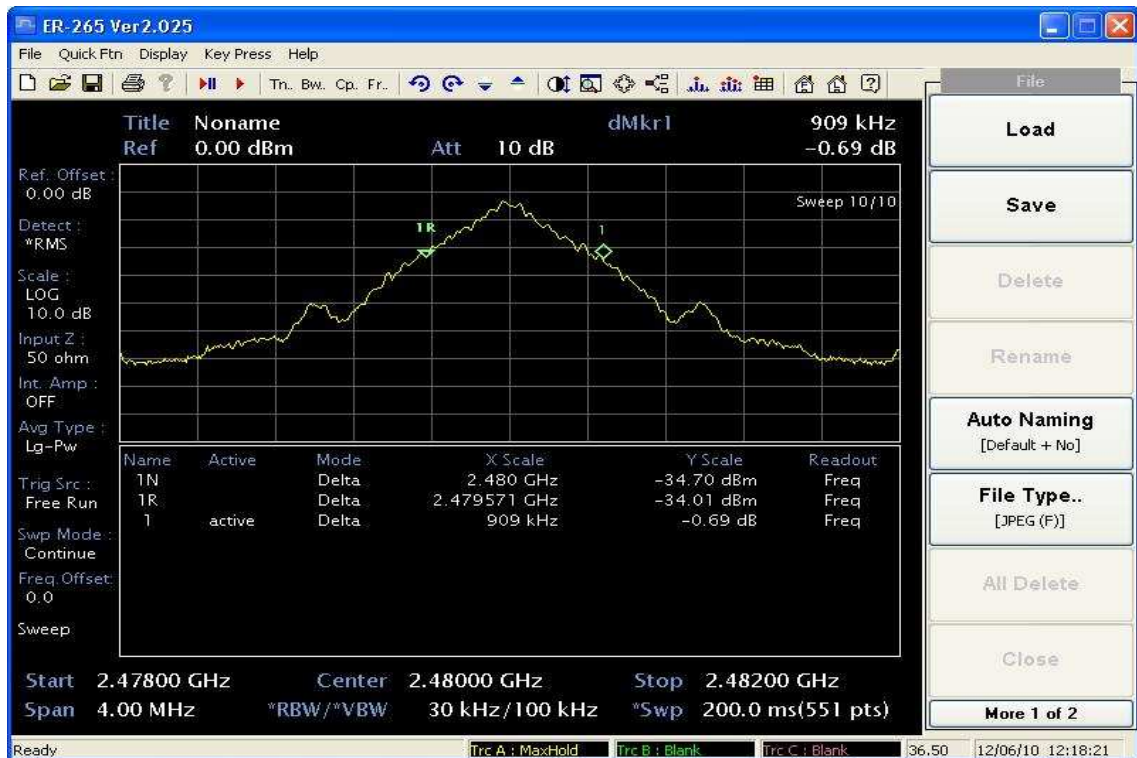 ER-265 Ver2.025
File Quick Ftn Display Key Press Help
Tn.. Bw.. Cp.. Fr..
File
Title Noname dMkr1 909 kHz
Ref 0.00 dBm Att 10 dB -0.69 dB
Ref. Offset :
0.00 dB
Detect :
*RMS
Scale :
LOG
10.0 dB
Input Z :
50 ohm
Int. Amp :
OFF
Avg Type :
Lg-Pw
Trig Src :
Free Run
Swp Mode :
Continue
Freq.Offset:
0.0
Sweep
Sweep 10/10
1R
1
Name Active Mode X Scale Y Scale Readout
1N Delta 2.480 GHz -34.70 dBm Freq
1R Delta 2.479571 GHz -34.01 dBm Freq
1 active Delta 909 kHz -0.69 dB Freq
Start 2.47800 GHz Center 2.48000 GHz Stop 2.48200 GHz
Span 4.00 MHz *RBW/*VBW 30 kHz/100 kHz *Swp 200.0 ms(551 pts)
Load
Save
Delete
Rename
Auto Naming
[Default + No]
File Type..
[JPEG (F)]
All Delete
Close
More 1 of 2
Ready Trc A : MaxHold Trc B : Blank Trc C : Blank 36.50 12/06/10 12:18:21